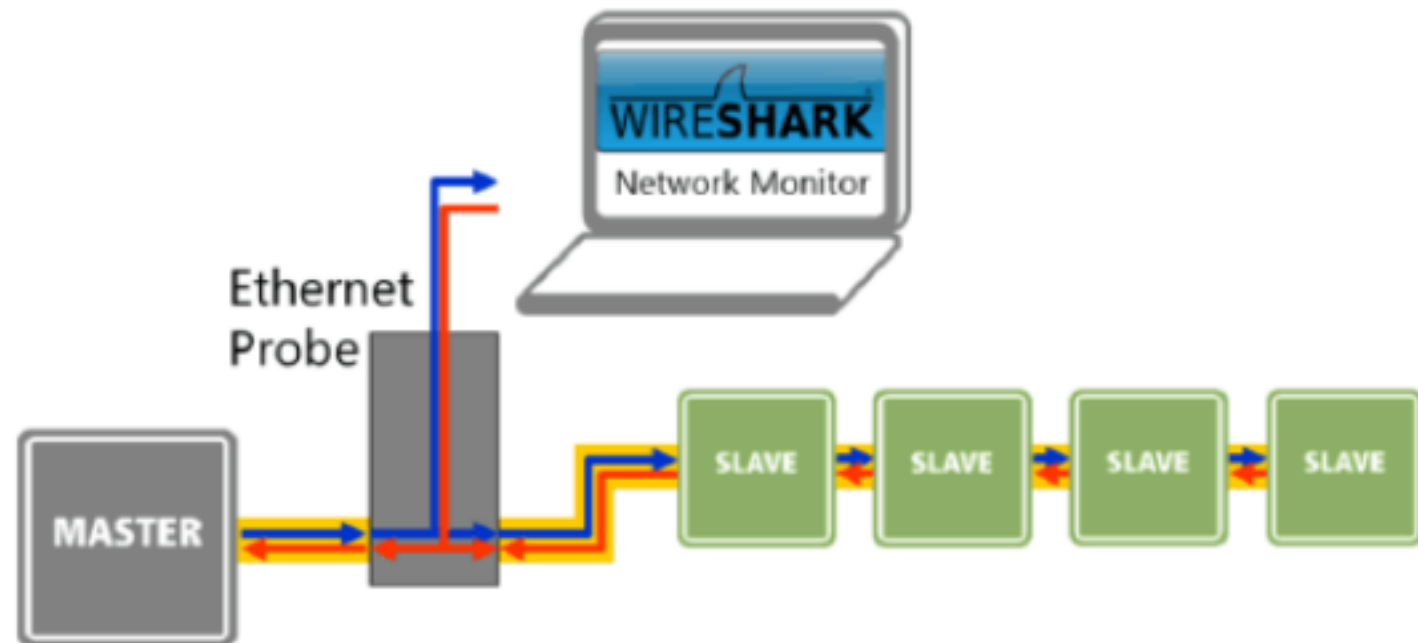 WIRESHARK
Network Monitor
Ethernet
Probe
MASTER
SLAVE
SLAVE
SLAVE
SLAVE